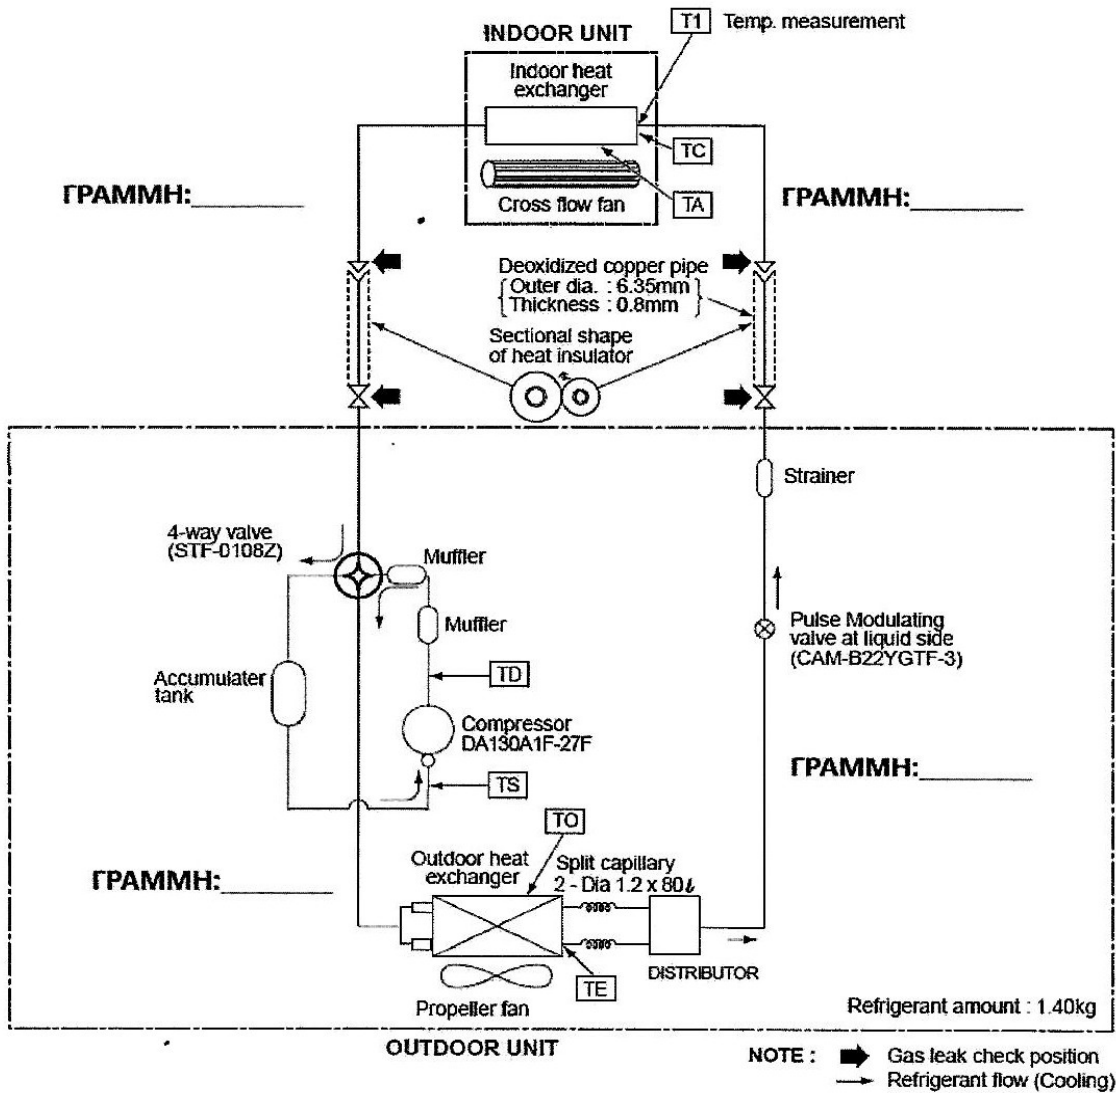 T1 Temp. measurement
INDOOR UNIT
Indoor heat
exchanger
TC
TA
Cross flow fan
ΓΡΑΜΜΗ:__________
ΓΡΑΜΜΗ:__________
Deoxidized copper pipe
Outer dia. : 6.35mm
Thickness : 0.8mm
Sectional shape
of heat insulator
Strainer
4-way valve
(STF-0108Z)
Muffler
Muffler
Pulse Modulating
valve at liquid side
(CAM-B22YGTF-3)
TD
Accumulater
tank
Compressor
DA130A1F-27F
TS
ΓΡΑΜΜΗ:__________
TO
Outdoor heat
exchanger
Split capillary
2 - Dia 1.2 x 80ℓ
ΓΡΑΜΜΗ:__________
TE
DISTRIBUTOR
Propeller fan
Refrigerant amount : 1.40kg
OUTDOOR UNIT
NOTE : Gas leak check position
Refrigerant flow (Cooling)